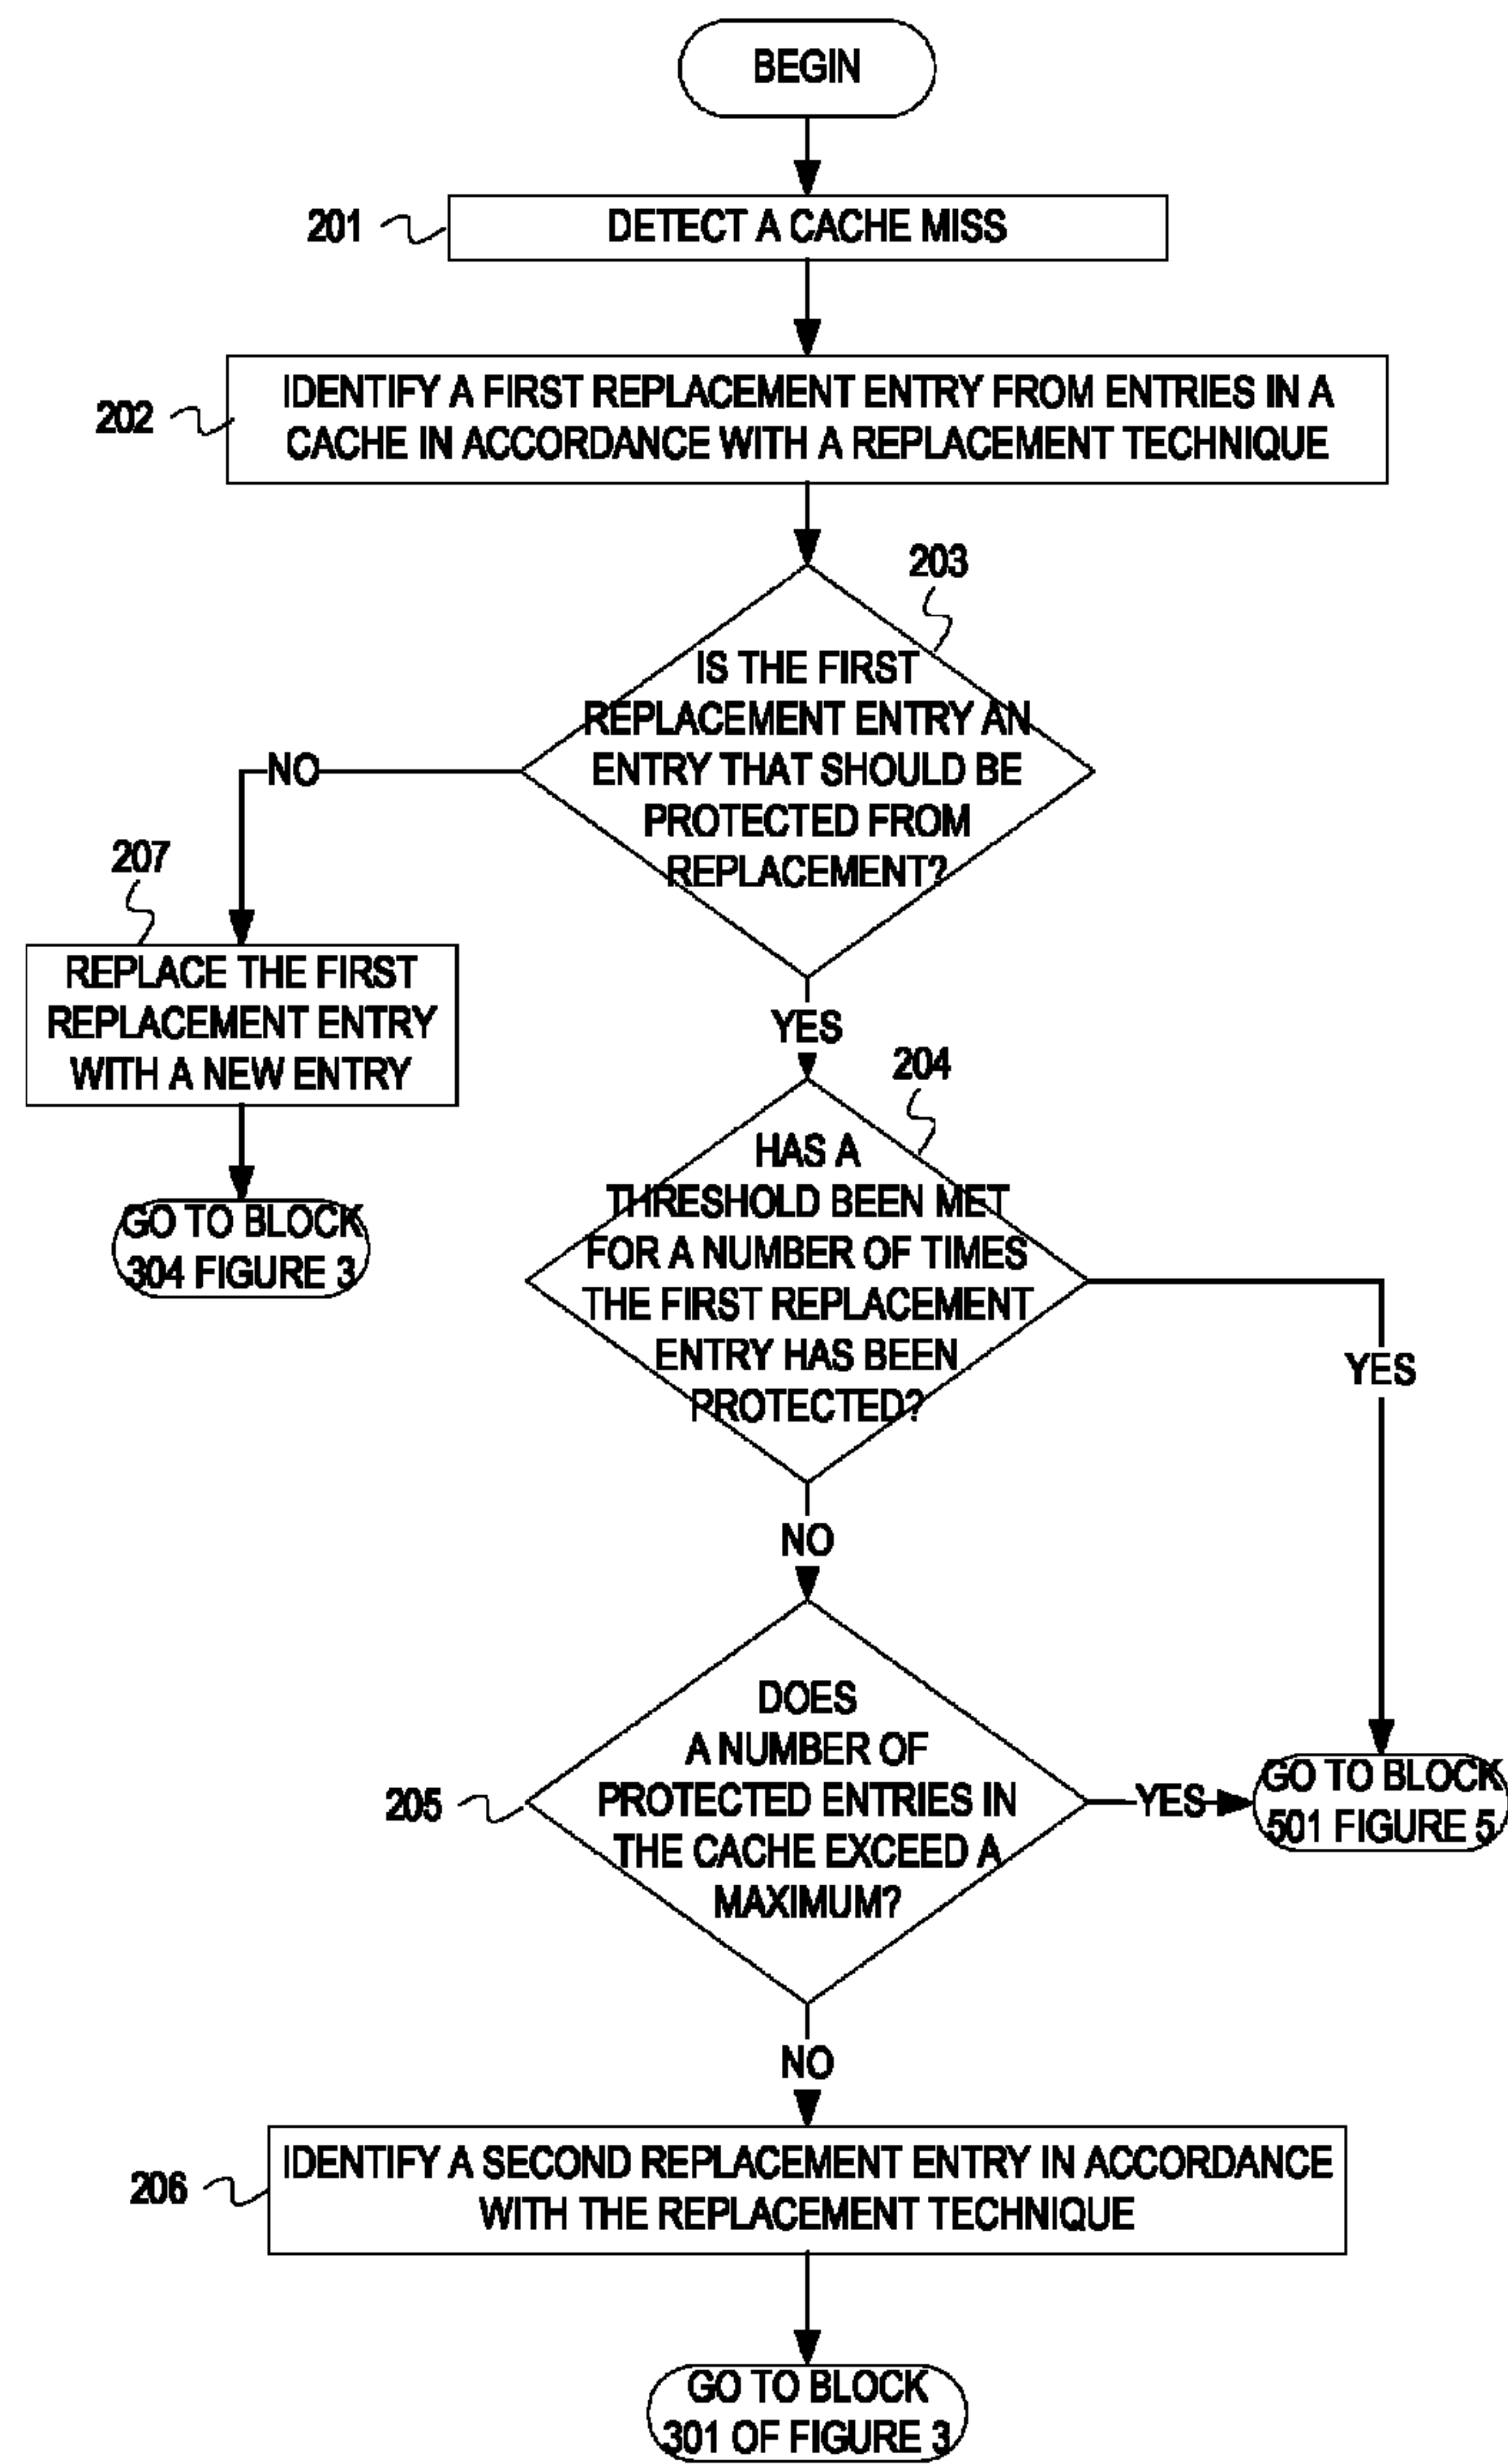 BEGIN
201
DETECT A CACHE MISS
202
IDENTIFY A FIRST REPLACEMENT ENTRY FROM ENTRIES IN A
CACHE IN ACCORDANCE WITH A REPLACEMENT TECHNIQUE
203
IS THE FIRST
REPLACEMENT ENTRY AN
ENTRY THAT SHOULD BE
PROTECTED FROM
REPLACEMENT?
NO
207
REPLACE THE FIRST
REPLACEMENT ENTRY
WITH A NEW ENTRY
GO TO BLOCK
304 FIGURE 3
YES
204
HAS A
THRESHOLD BEEN MET
FOR A NUMBER OF TIMES
THE FIRST REPLACEMENT
ENTRY HAS BEEN
PROTECTED?
YES
NO
205
DOES
A NUMBER OF
PROTECTED ENTRIES IN
THE CACHE EXCEED A
MAXIMUM?
YES
GO TO BLOCK
501 FIGURE 5
NO
206
IDENTIFY A SECOND REPLACEMENT ENTRY IN ACCORDANCE
WITH THE REPLACEMENT TECHNIQUE
GO TO BLOCK
301 OF FIGURE 3